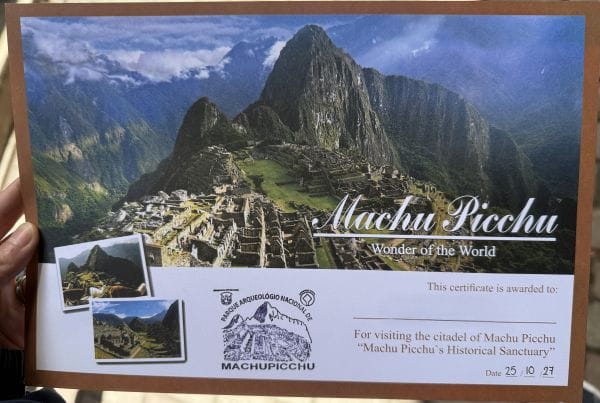 Machu Picchu
Wonder of the World
This certificate is awarded to:
PARQUE ARQUEOLÓGICO NACIONAL DE
MACHUPICCHU
For visiting the citadel of Machu Picchu
“Machu Picchu`s Historical Sanctuary”
Date 25 / 10 / 27